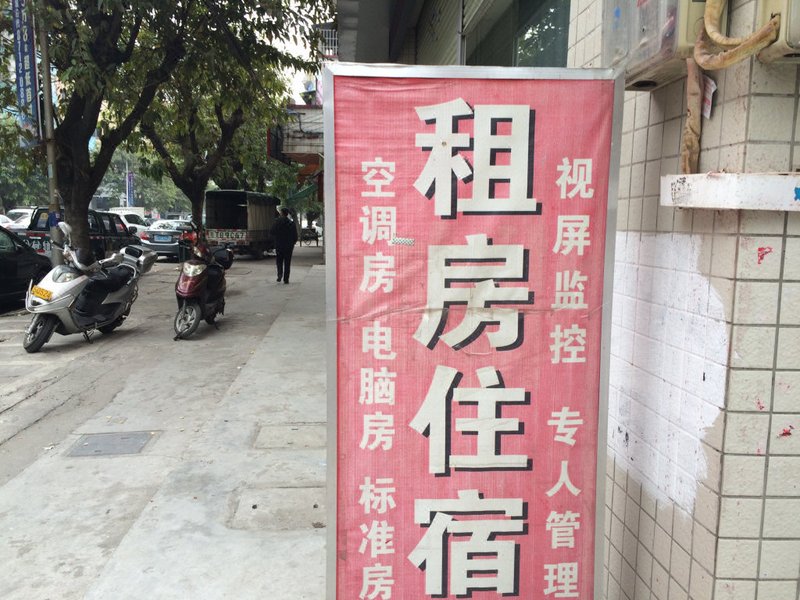 租房住宿
视屏监控 专人管理
空调房 电脑房 标准房